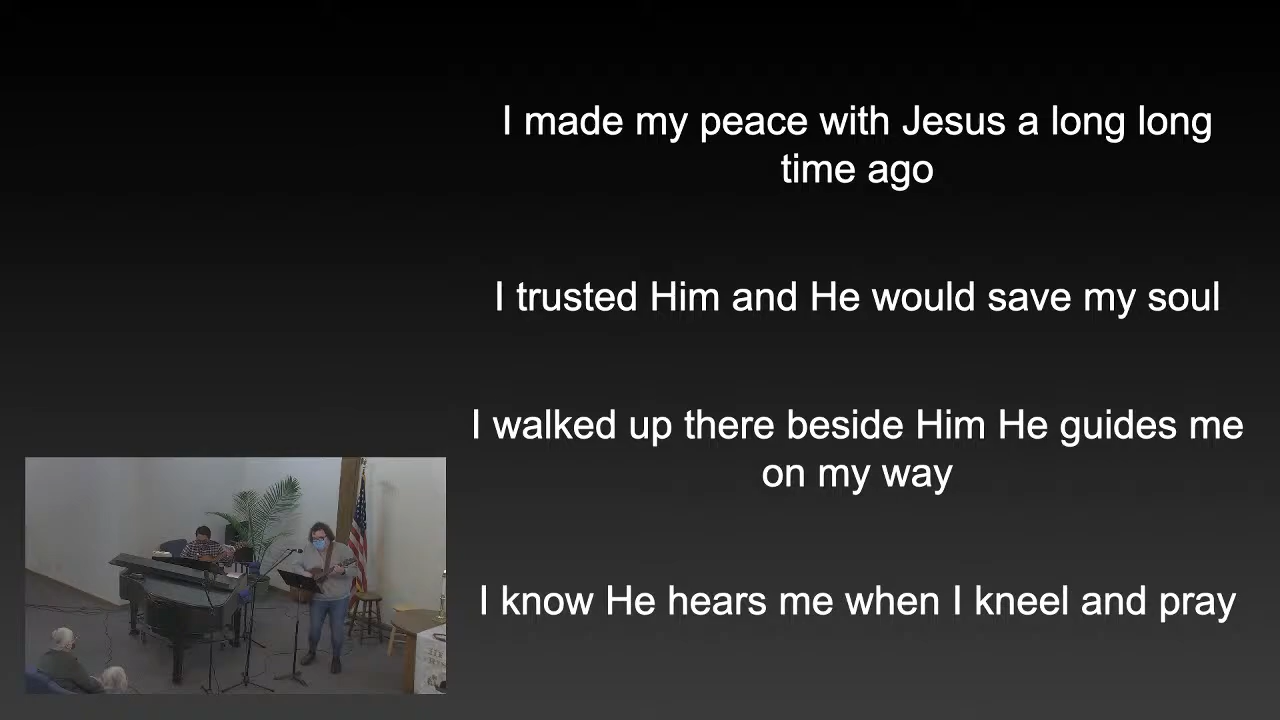 I made my peace with Jesus a long long
time ago
I trusted Him and He would save my soul
I walked up there beside Him He guides me
on my way
I know He hears me when I kneel and pray